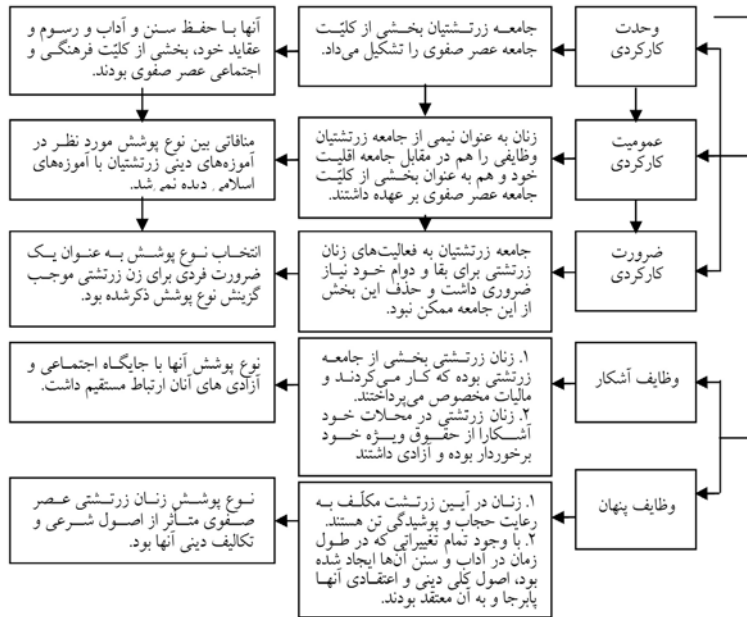 وحدت
کارکردی
جامعه زرتشتیان بخشی از کلیّت
جامعه عصر صفوی را تشکیل می‌داد.
آنها با حفظ سنن و آداب و رسوم و
عقاید خود، بخشی از کلیّت فرهنگی و
اجتماعی عصر صفوی بودند.
عمومیت
کارکردی
زنان به عنوان نیمی از جامعه زرتشتیان
وظایفی را هم در مقابل جامعه اقلیت
خود و هم به عنوان بخشی از کلیّت
جامعه عصر صفوی بر عهده داشتند.
منافاتی بین نوع پوشش مورد نظر در
آموزه‌های دینی زرتشتیان با آموزه‌های
اسلامی دیده نمی‌شد.
ضرورت
کارکردی
جامعه زرتشتیان به فعالیت‌های زنان
زرتشتی برای بقا و دوام خود نیاز
ضروری داشت و حذف این بخش
از این جامعه ممکن نبود.
انتخاب نوع پوشش به عنوان یک
ضرورت فردی برای زن زرتشتی موجب
گزینش نوع پوشش ذکرشده بود.
وظایف آشکار
۱. زنان زرتشتی بخشی از جامعه
زرتشتی بوده که کار می‌کردند و
مالیات مخصوص می‌پرداختند.
۲. زنان زرتشتی در محلات خود
آشکارا از حقوق ویژه خود
برخوردار بوده و آزادی داشتند
نوع پوشش آنها با جایگاه اجتماعی و
آزادی های آنان ارتباط مستقیم داشت.
وظایف پنهان
۱. زنان در آیین زرتشت مکلّف به
رعایت حجاب و پوشیدگی تن هستند.
۲. با وجود تمام تغییراتی که در طول
زمان در آداب و سنن آن‌ها ایجاد شده
بود، اصول کلی دینی و اعتقادی آنها
پابرجا و به آن معتقد بودند.
نوع پوشش زنان زرتشتی عصر
صفوی متأثر از اصول شرعی و
تکالیف دینی آنها بود.